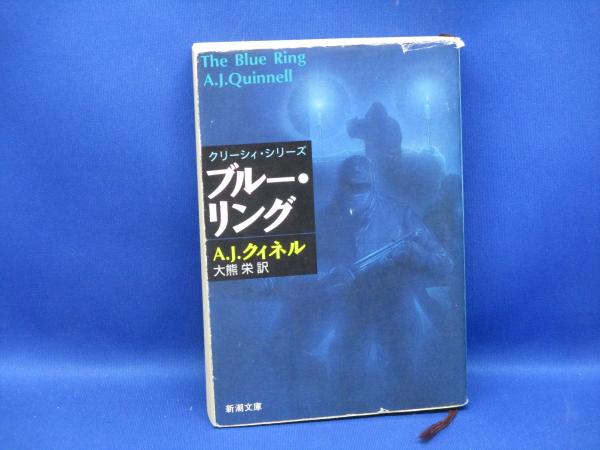 The Blue Ring
A.J.Quinnell
クリーシィ・シリーズ
ブルー・
リング
A.J.クィネル
大熊 栄 訳
新潮文庫